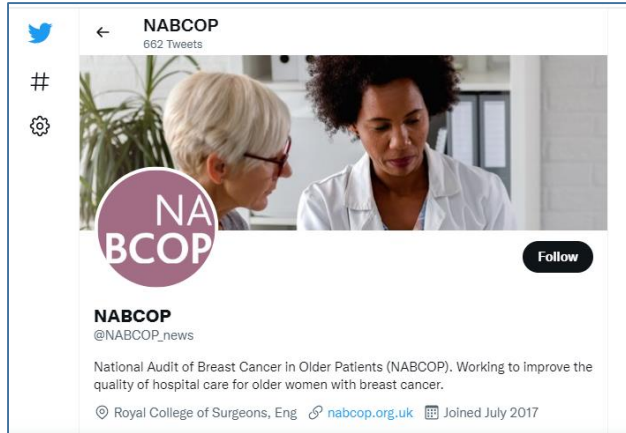 NABCOP
662 Tweets
#
NA
BCOP
Follow
NABCOP
@NABCOP_news
National Audit of Breast Cancer in Older Patients (NABCOP). Working to improve the
quality of hospital care for older women with breast cancer.
Royal College of Surgeons, Eng nabcop.org.uk Joined July 2017